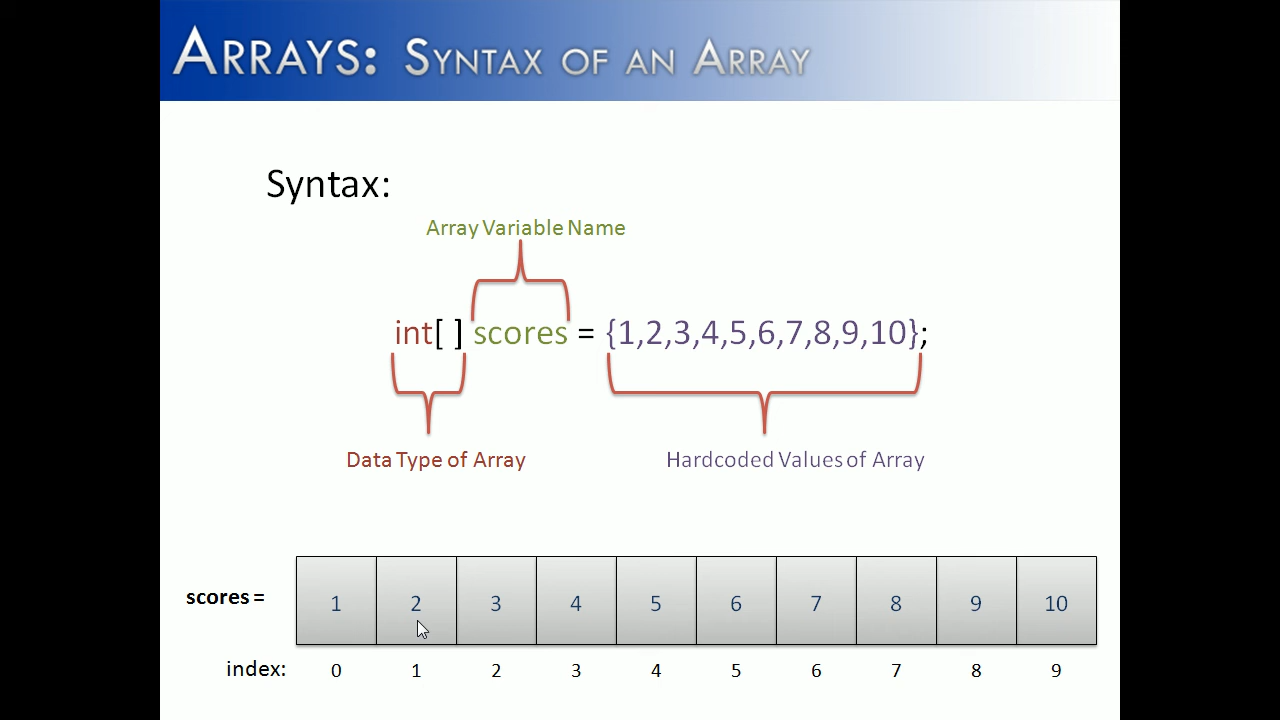 ARRAYS: SYNTAX OF AN ARRAY
Syntax:
Array Variable Name
int[ ] scores = {1,2,3,4,5,6,7,8,9,10};
Data Type of Array Hardcoded Values of Array
scores = 1 2 3 4 5 6 7 8 9 10
index: 0 1 2 3 4 5 6 7 8 9